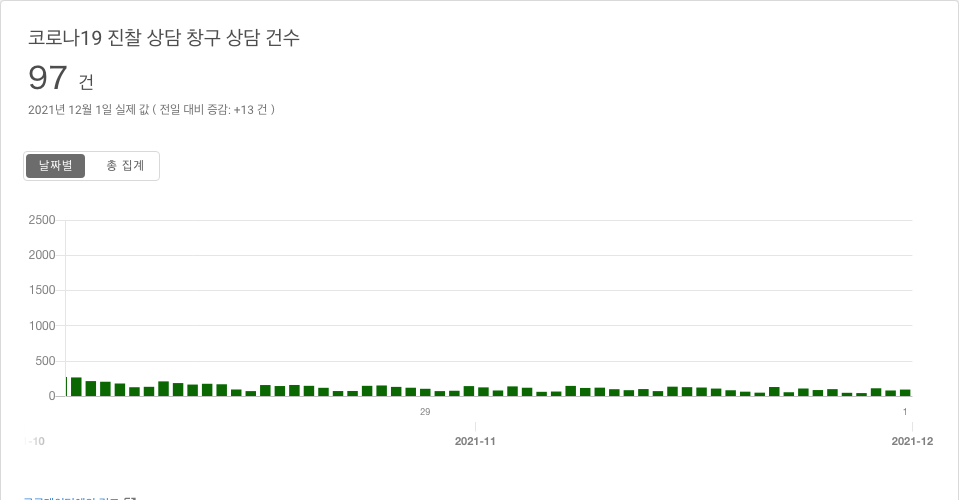 코로나19 진찰 상담 창구 상담 건수
97 건
2021년 12월 1일 실제 값 ( 전일 대비 증감: +13 건 )
날짜별 총 집계
2500
2000
1500
1000
500
0
29 1
-10 2021-11 2021-12